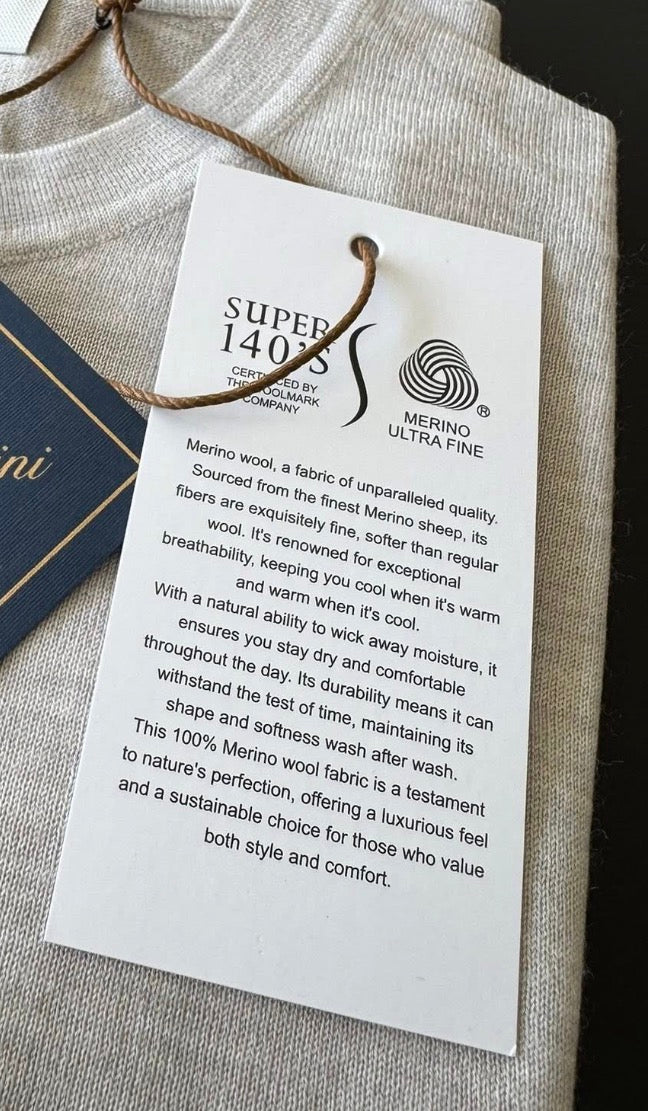 SUPER
140'S
CERTIFIED BY
THE WOOLMARK
COMPANY
MERINO
ULTRA FINE
®
Merino wool, a fabric of unparalleled quality.
Sourced from the finest Merino sheep, its
fibers are exquisitely fine, softer than regular
wool. It's renowned for exceptional
breathability, keeping you cool when it's warm
and warm when it's cool.
With a natural ability to wick away moisture, it
ensures you stay dry and comfortable
throughout the day. Its durability means it can
withstand the test of time, maintaining its
shape and softness wash after wash.
This 100% Merino wool fabric is a testament
to nature's perfection, offering a luxurious feel
and a sustainable choice for those who value
both style and comfort.
ini